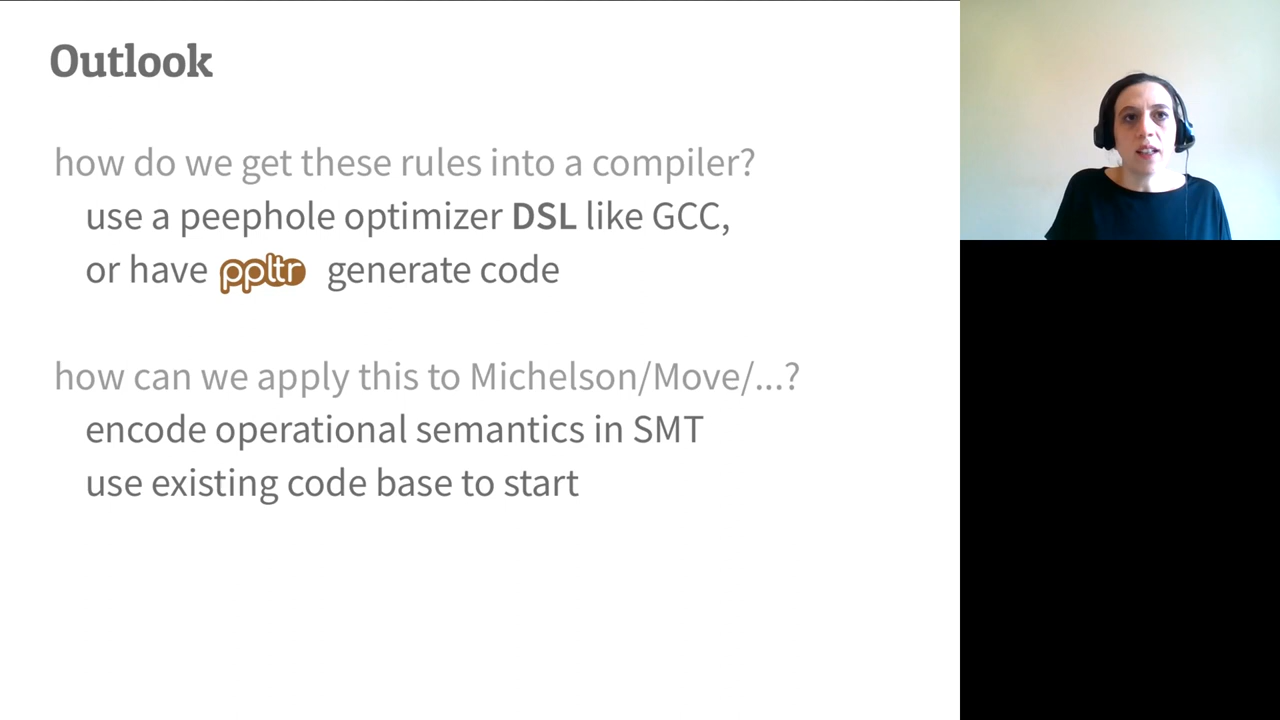 Outlook
how do we get these rules into a compiler?
use a peephole optimizer DSL like GCC,
or have ppltr generate code
how can we apply this to Michelson/Move/...?
encode operational semantics in SMT
use existing code base to start